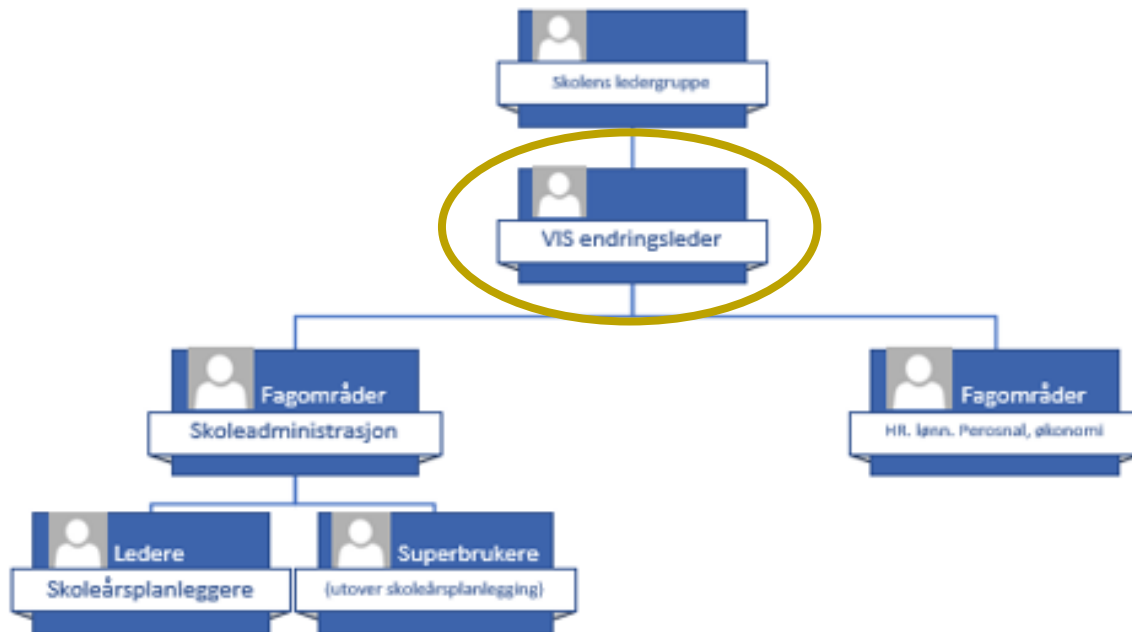 Skolens ledergruppe
VIS endringsleder
Fagområder
Skoleadministrasjon
Fagområder
HR. lønn. Perosnal, økonomi
Ledere
Skoleårsplanleggere
Superbrukere
(utover skoleårsplanlegging)